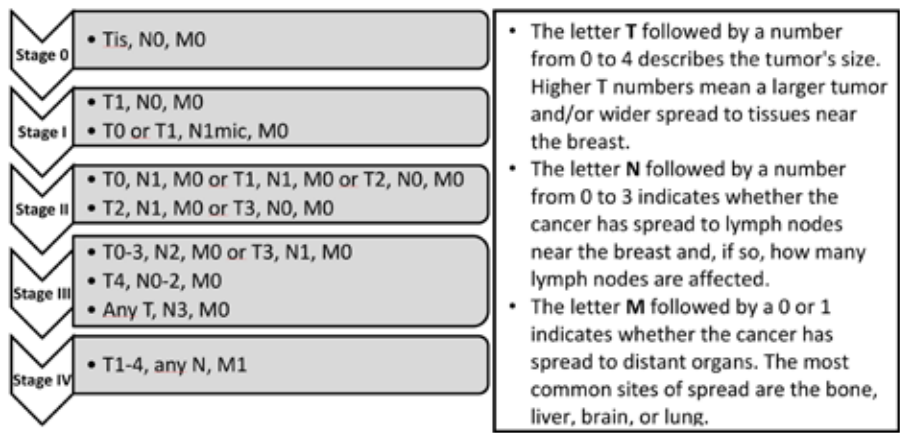 Stage 0
• Tis, N0, M0
Stage I
• T1, N0, M0
• T0 or T1, N1mic, M0
Stage II
• T0, N1, M0 or T1, N1, M0 or T2, N0, M0
• T2, N1, M0 or T3, N0, M0
Stage III
• T0-3, N2, M0 or T3, N1, M0
• T4, N0-2, M0
• Any T, N3, M0
Stage IV
• T1-4, any N, M1
• The letter T followed by a number
from 0 to 4 describes the tumor's size.
Higher T numbers mean a larger tumor
and/or wider spread to tissues near
the breast.
• The letter N followed by a number
from 0 to 3 indicates whether the
cancer has spread to lymph nodes
near the breast and, if so, how many
lymph nodes are affected.
• The letter M followed by a 0 or 1
indicates whether the cancer has
spread to distant organs. The most
common sites of spread are the bone,
liver, brain, or lung.